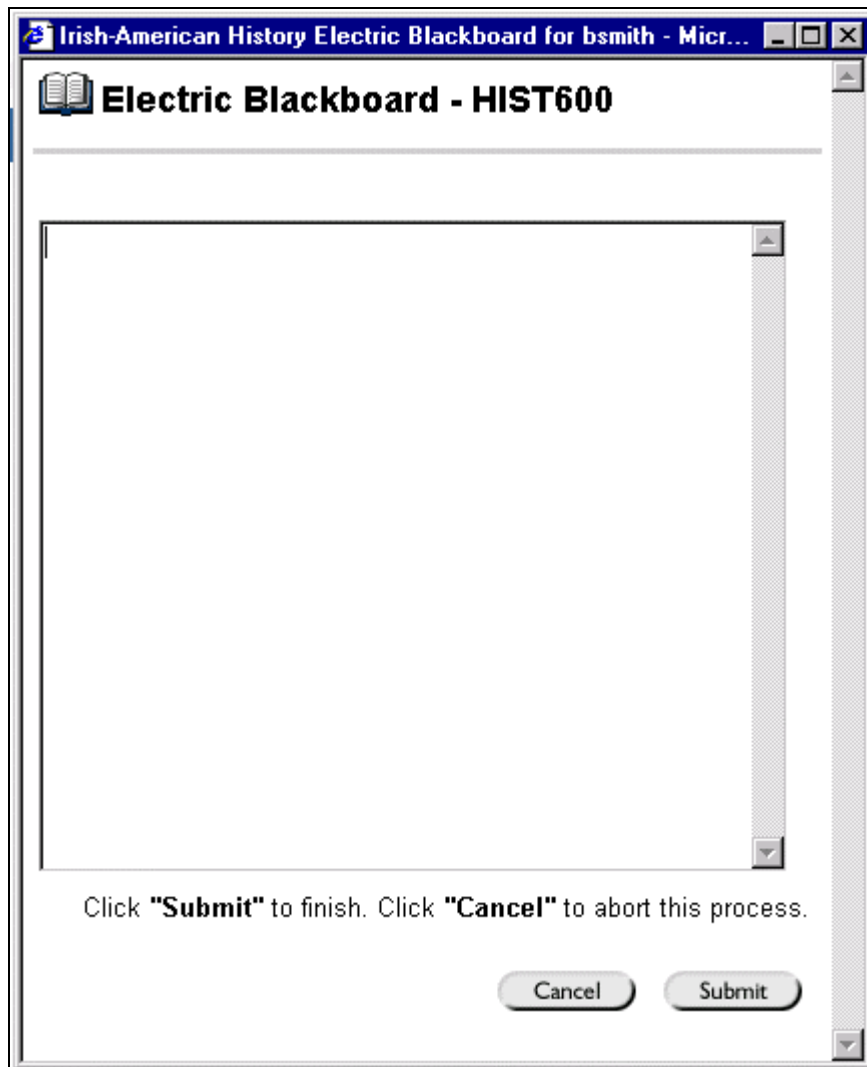 Irish-American History Electric Blackboard for bsmith - Micr...
Electric Blackboard - HIST600
Click "Submit" to finish. Click "Cancel" to abort this process.
Cancel Submit